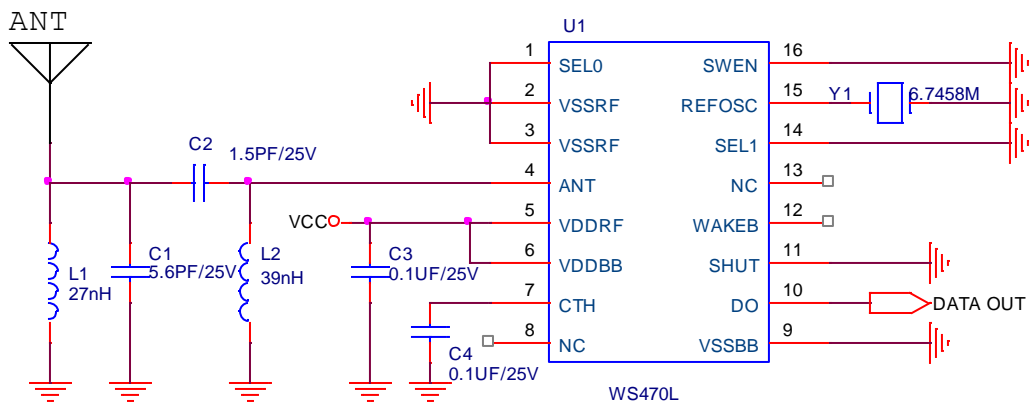 ANT
U1
1 SEL0 SWEN 16
2 VSSRF REFOSC 15 Y1 6.7458M
3 VSSRF SEL1 14
C2
1.5PF/25V
4 ANT NC 13
VCC 5 VDDRF WAKEB 12
C1
5.6PF/25V
L2
39nH
C3
0.1UF/25V
6 VDDBB SHUT 11
L1
27nH
7 CTH DO 10 DATA OUT
8 NC VSSBB 9
C4
0.1UF/25V
WS470L